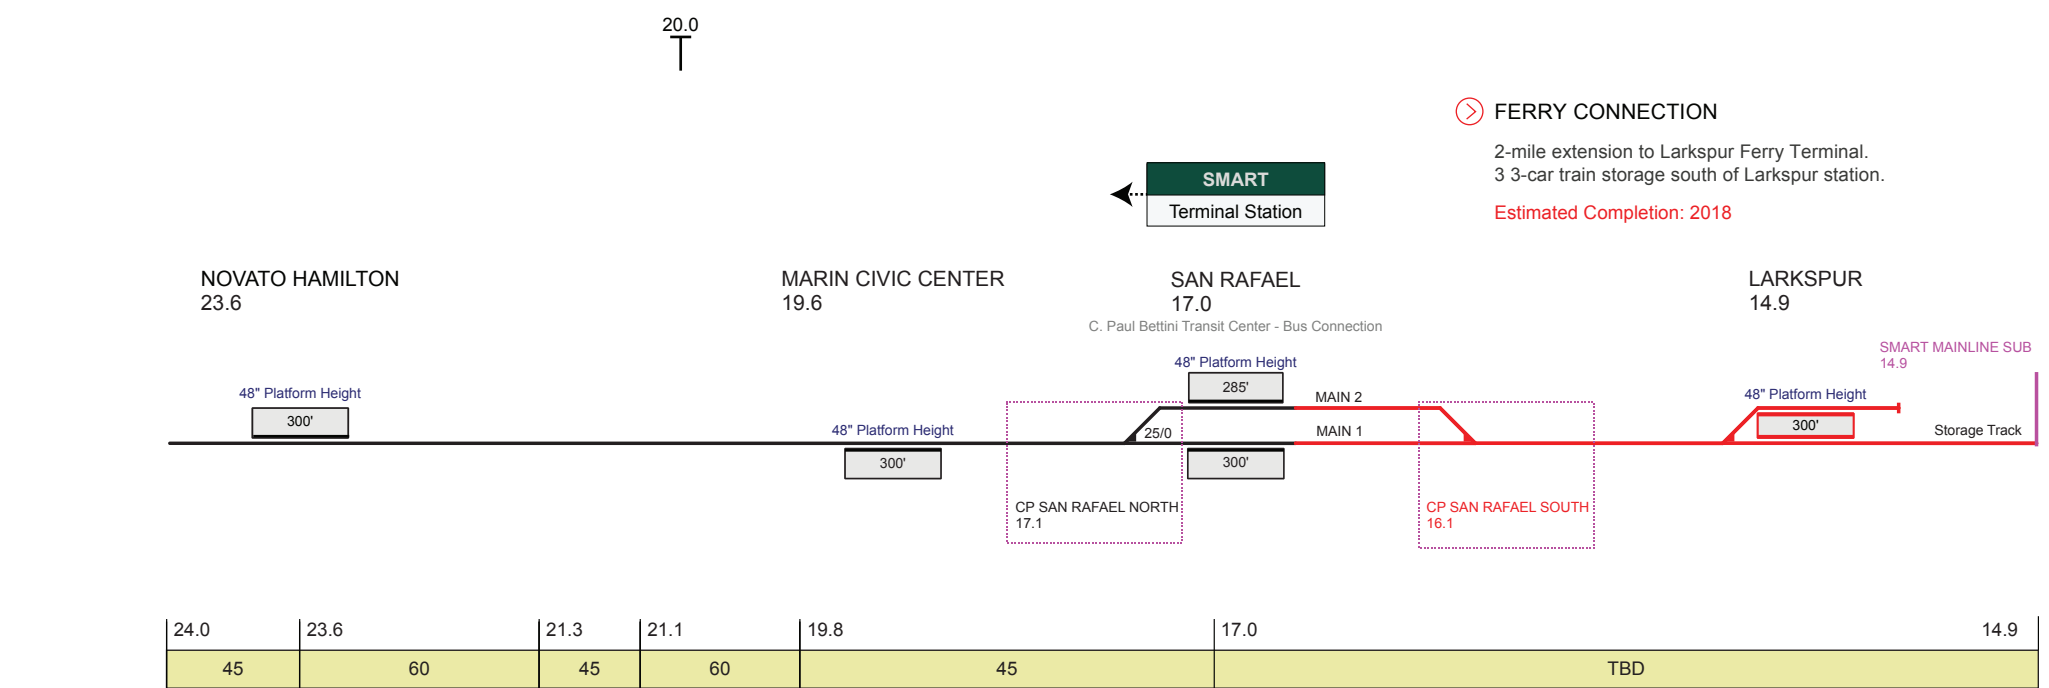 20.0
FERRY CONNECTION
2-mile extension to Larkspur Ferry Terminal.
3 3-car train storage south of Larkspur station.
Estimated Completion: 2018
SMART
Terminal Station
NOVATO HAMILTON
23.6
MARIN CIVIC CENTER
19.6
SAN RAFAEL
17.0
C. Paul Bettini Transit Center - Bus Connection
LARKSPUR
14.9
SMART MAINLINE SUB
14.9
48" Platform Height
300'
48" Platform Height
300'
48" Platform Height
285'
MAIN 2
25/0
MAIN 1
300'
48" Platform Height
300'
Storage Track
CP SAN RAFAEL NORTH
17.1
CP SAN RAFAEL SOUTH
16.1
24.0 23.6 21.3 21.1 19.8 17.0 14.9
45 60 45 60 45 TBD